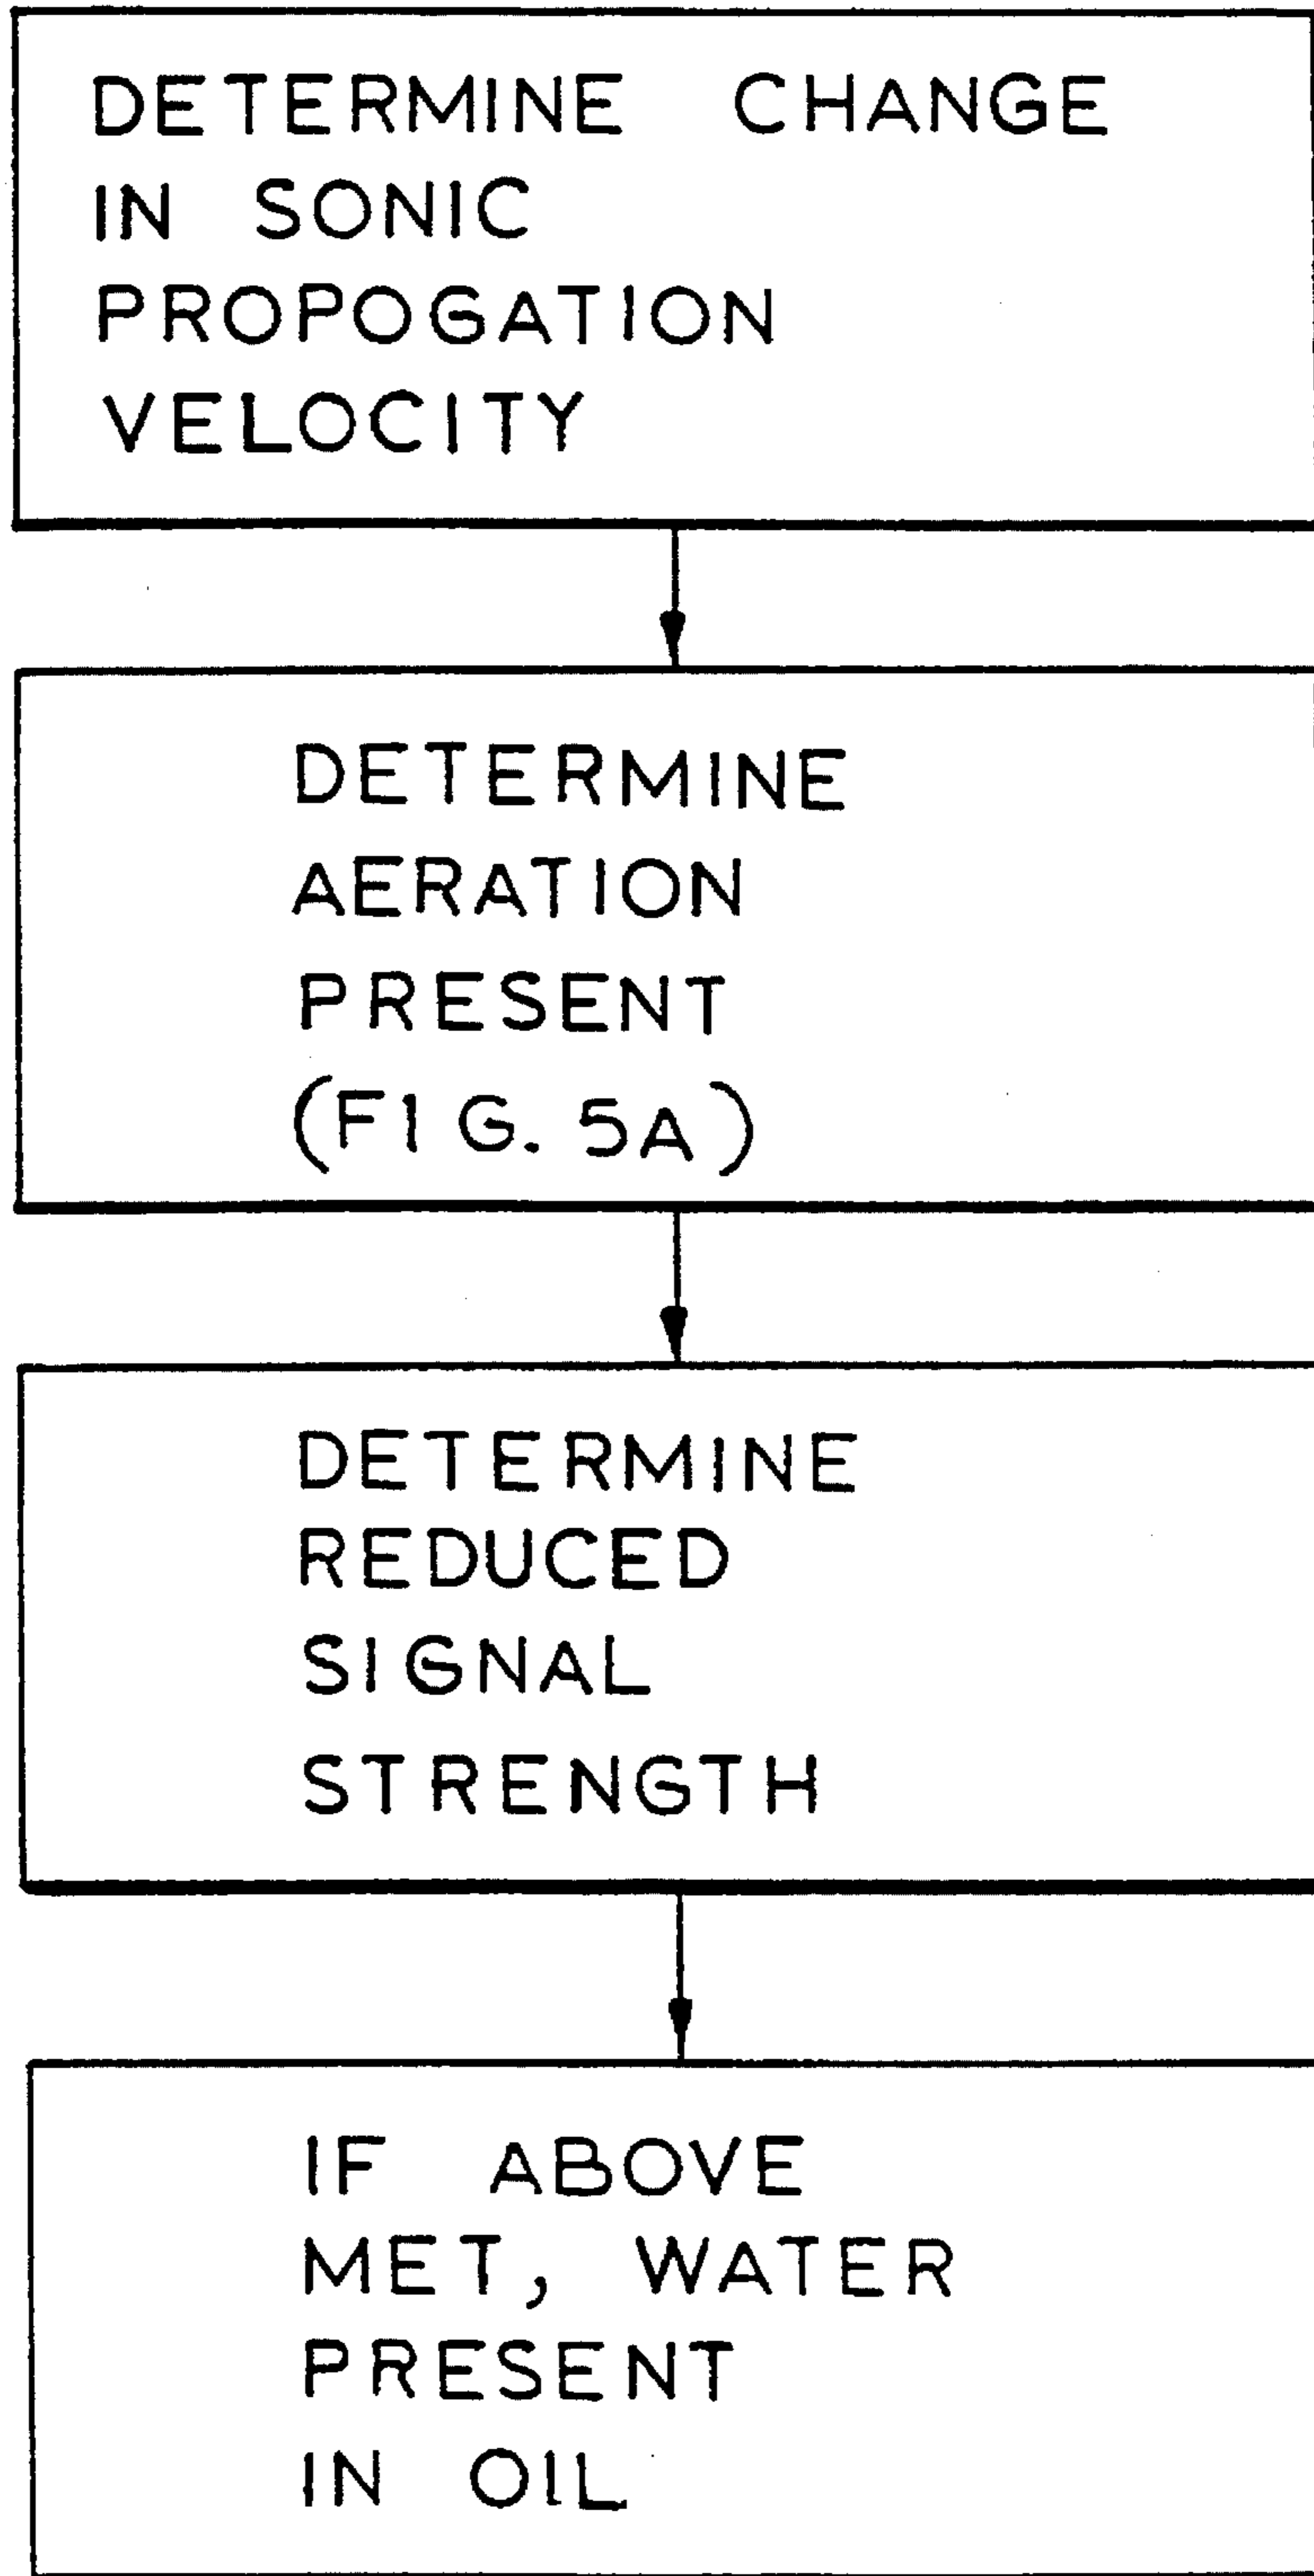 DETERMINE CHANGE
IN SONIC
PROPOGATION
VELOCITY
DETERMINE
AERATION
PRESENT
(FIG. 5A)
DETERMINE
REDUCED
SIGNAL
STRENGTH
IF ABOVE
MET, WATER
PRESENT
IN OIL